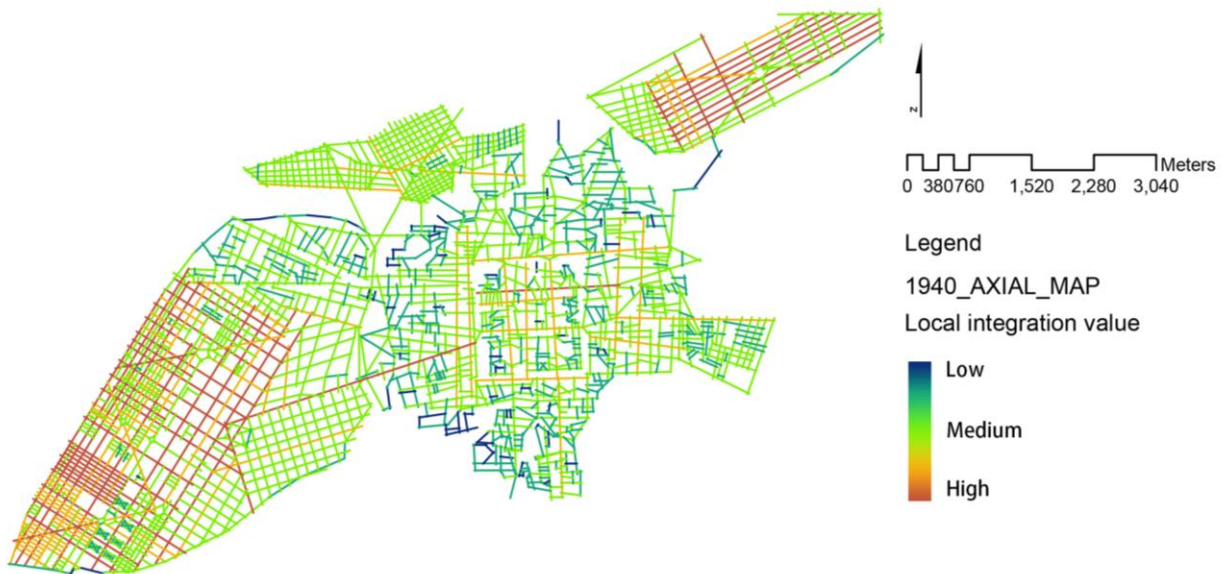 N
Meters
0 380760 1,520 2,280 3,040
Legend
1940_AXIAL_MAP
Local integration value
Low
Medium
High